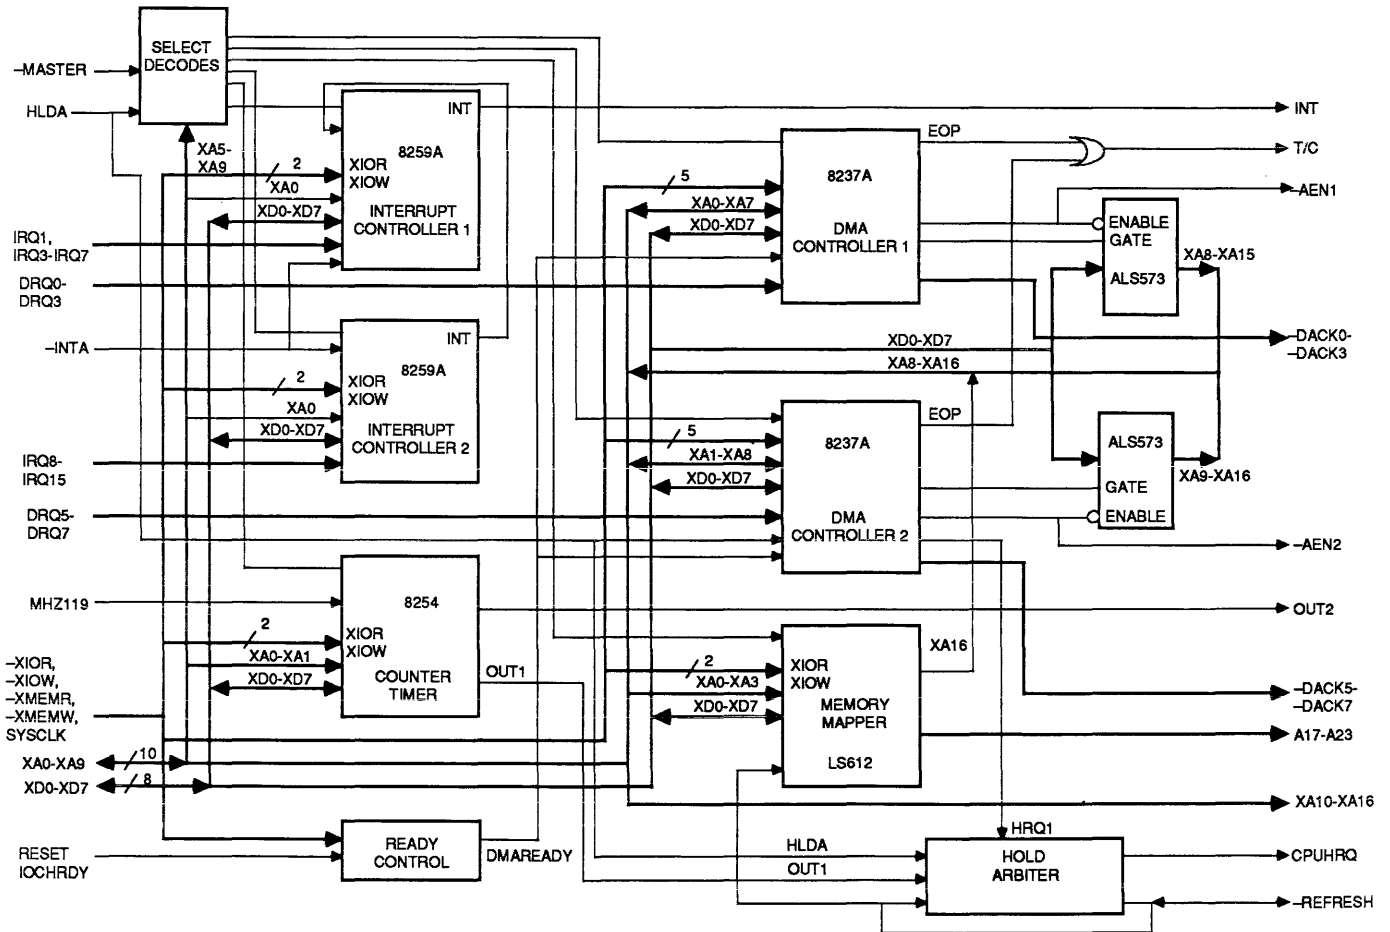 SELECT
DECODES
–MASTER
HLDA
XA5-
XA9
INT
8259A
2
XIOR
XIOW
XA0
INTERRUPT
CONTROLLER 1
XD0-XD7
IRQ1,
IRQ3-IRQ7
DRQ0-
DRQ3
–INTA
INT
8259A
2
XIOR
XIOW
XA0
INTERRUPT
CONTROLLER 2
XD0-XD7
IRQ8-
IRQ15
DRQ5-
DRQ7
MHZ119
8254
2
XIOR
XIOW
XA0-XA1
COUNTER
TIMER
XD0-XD7
OUT1
–XIOR,
–XIOW,
–XMEMR,
–XMEMW,
SYSCLK
XA0-XA9
10
XD0-XD7
8
RESET
IOCHRDY
READY
CONTROL
DMAREADY
EOP
8237A
5
XA0-XA7
XD0-XD7
DMA
CONTROLLER 1
ENABLE
GATE
ALS573
XA8-XA15
XD0-XD7
XA8-XA16
EOP
8237A
5
XA1-XA8
XD0-XD7
DMA
CONTROLLER 2
ALS573
GATE
ENABLE
XA9-XA16
XA16
2
XIOR
XIOW
XA0-XA3
MEMORY
MAPPER
XD0-XD7
LS612
HRQ1
HLDA
OUT1
HOLD
ARBITER
INT
T/C
–AEN1
–DACK0-
–DACK3
–AEN2
OUT2
–DACK5-
–DACK7
A17-A23
XA10-XA16
CPUHRQ
–REFRESH